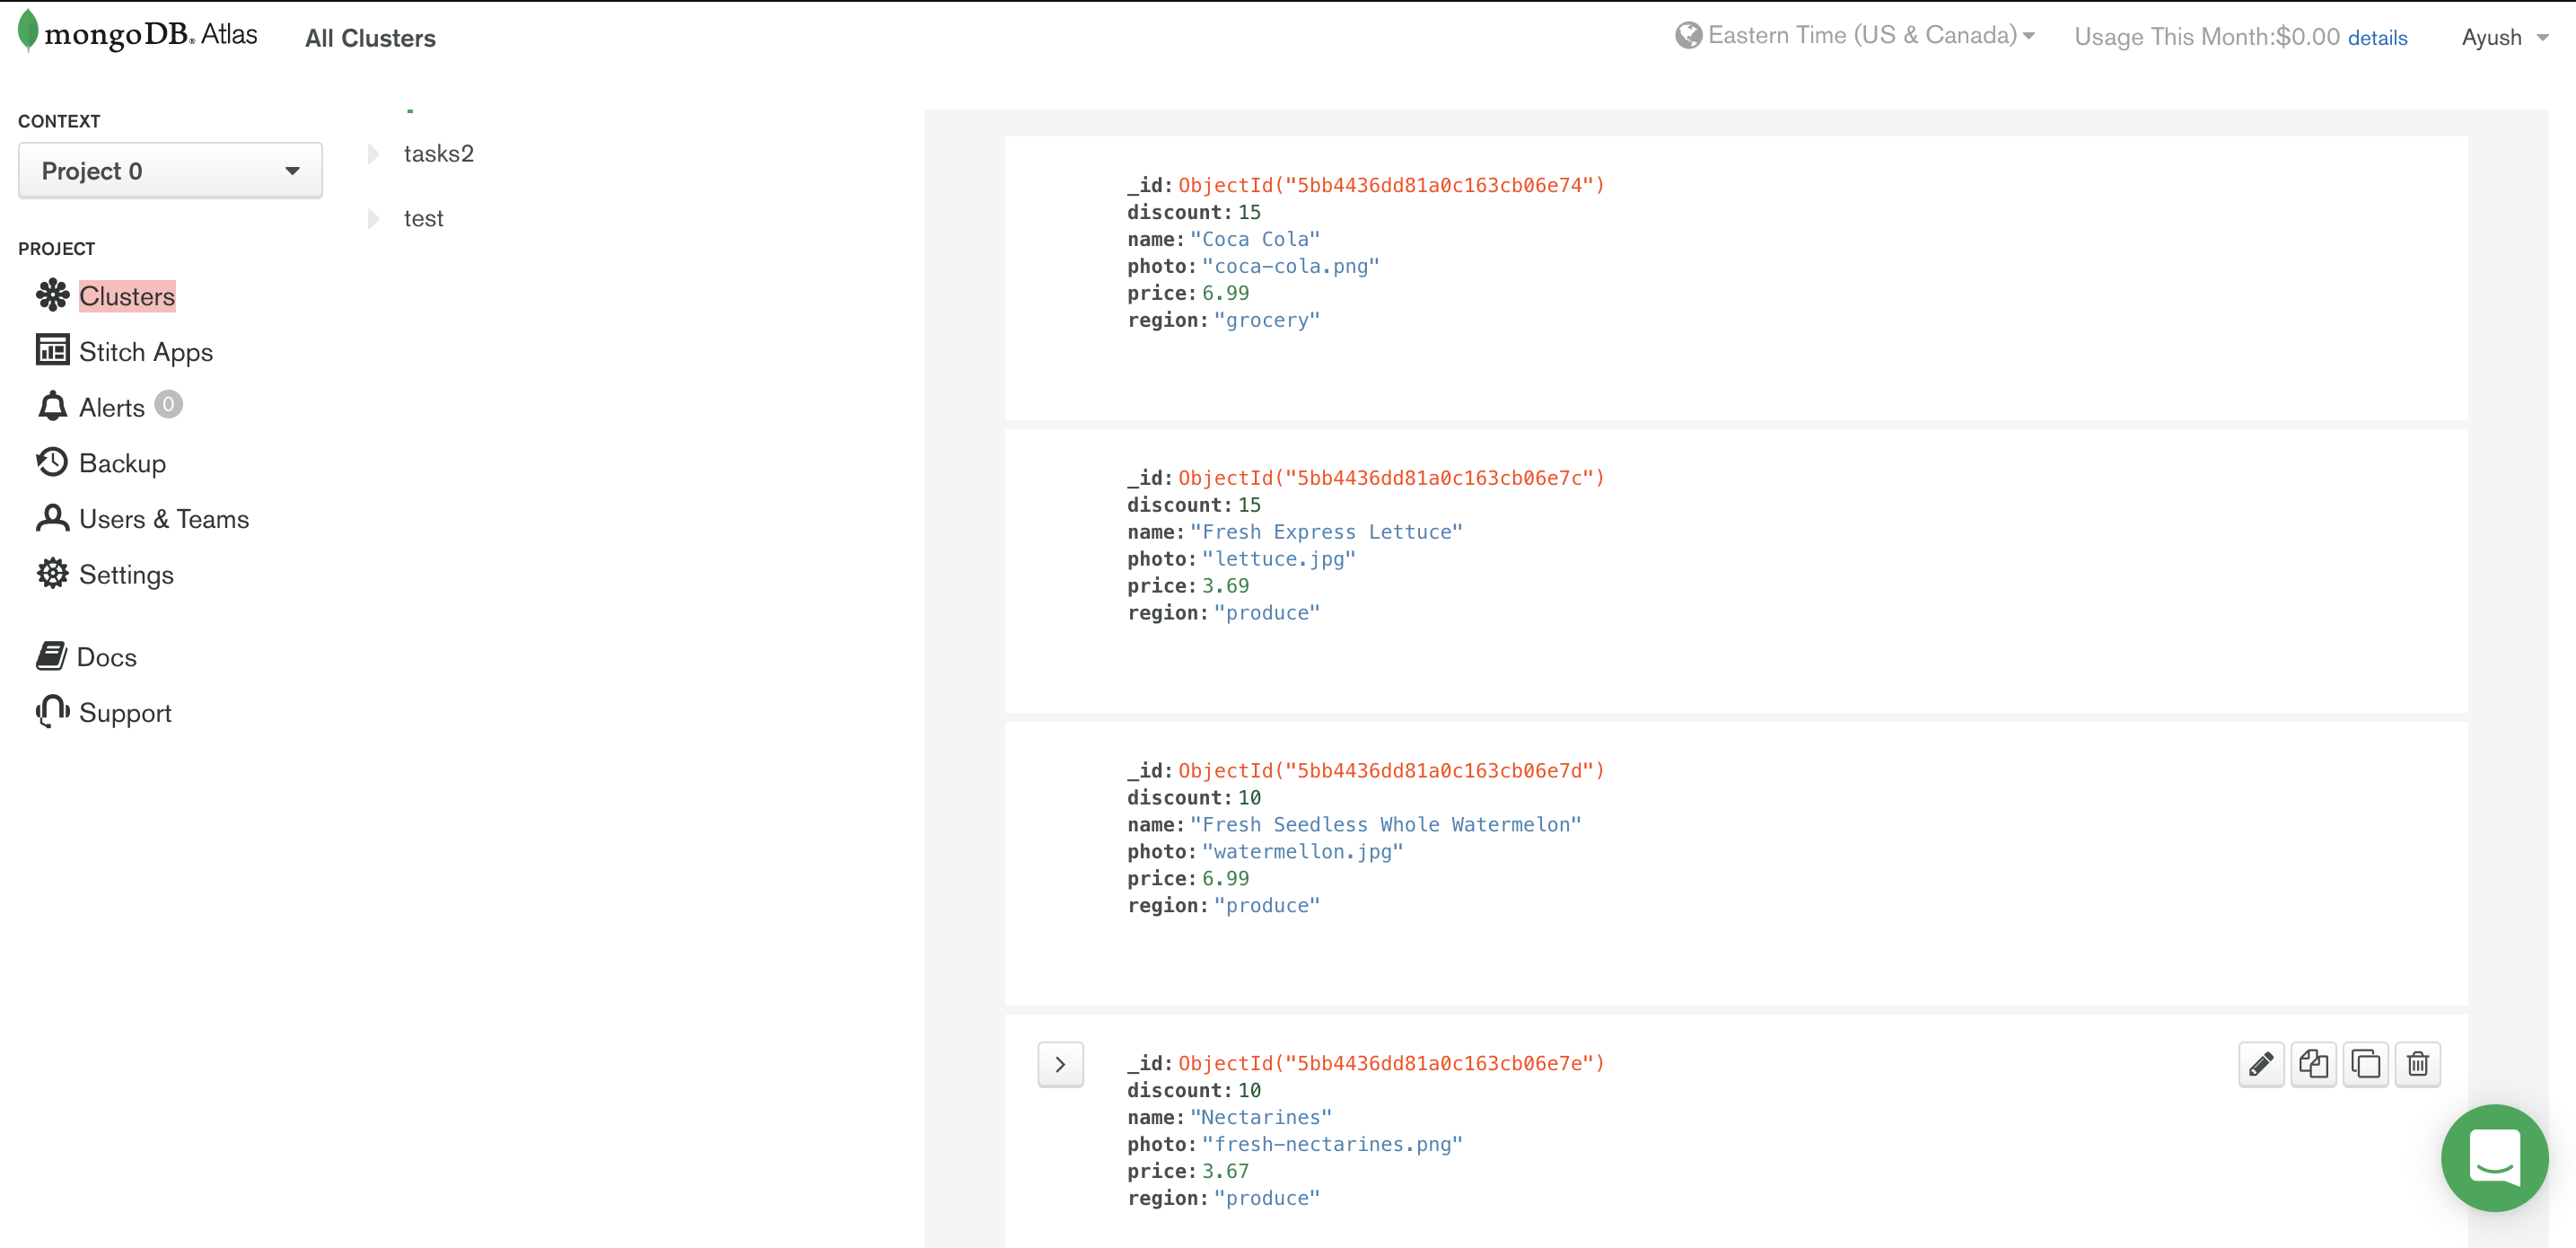 mongoDB. Atlas
All Clusters
Eastern Time (US & Canada)
Usage This Month:$0.00 details
Ayush
CONTEXT
Project 0
PROJECT
Clusters
Stitch Apps
Alerts 0
Backup
Users & Teams
Settings
Docs
Support
tasks2
test
_id: ObjectId("5bb4436dd81a0c163cb06e74")
discount: 15
name: "Coca Cola"
photo: "coca-cola.png"
price: 6.99
region: "grocery"
_id: ObjectId("5bb4436dd81a0c163cb06e7c")
discount: 15
name: "Fresh Express Lettuce"
photo: "lettuce.jpg"
price: 3.69
region: "produce"
_id: ObjectId("5bb4436dd81a0c163cb06e7d")
discount: 10
name: "Fresh Seedless Whole Watermelon"
photo: "watermellon.jpg"
price: 6.99
region: "produce"
_id: ObjectId("5bb4436dd81a0c163cb06e7e")
discount: 10
name: "Nectarines"
photo: "fresh-nectarines.png"
price: 3.67
region: "produce"